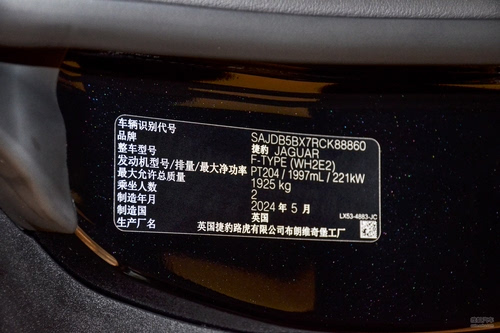 车辆识别代号 SAJDB5BX7RCK88860
品牌 捷豹 JAGUAR
整车型号 F-TYPE (WH2E2)
发动机型号/排量/最大净功率 PT204 / 1997mL / 221kW
最大允许总质量 1925 kg
乘坐人数 2
制造年月 2024 年 5 月
制造国 英国
生产厂名 英国捷豹路虎有限公司布朗维奇堡工厂
LX53-4883-JC